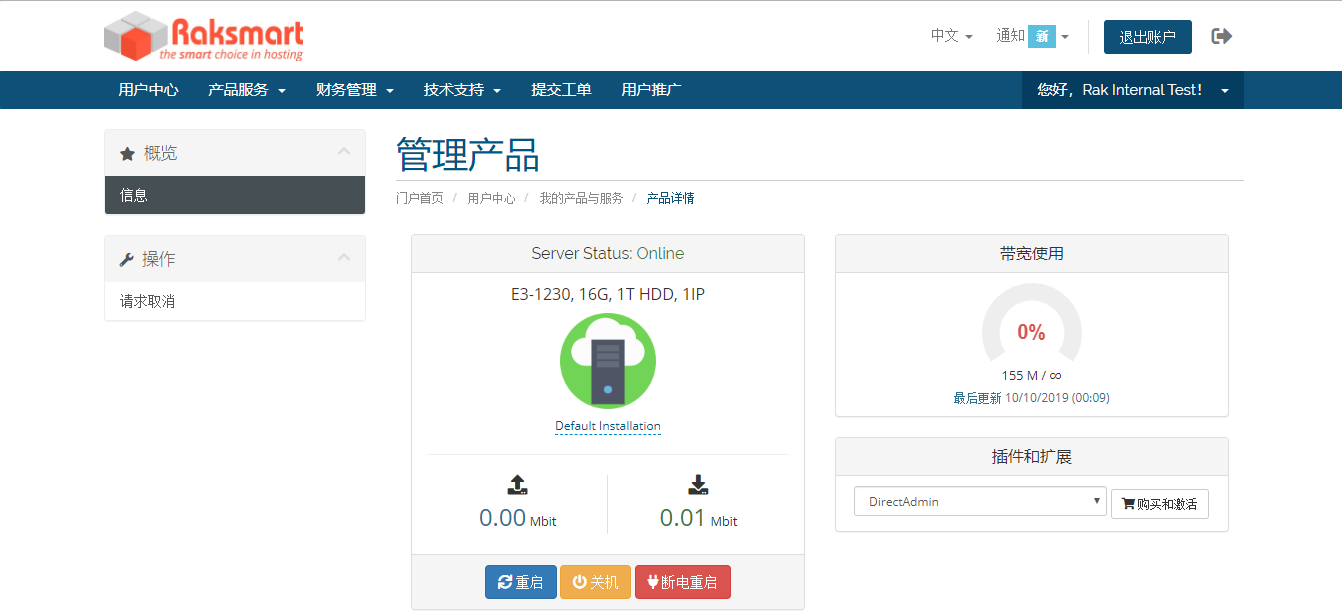 Raksmart
the smart choice in hosting
中文
通知 新
退出账户
用户中心 产品服务 财务管理 技术支持 提交工单 用户推广
您好，Rak Internal Test!
概览
信息
操作
请求取消
管理产品
门户首页 / 用户中心 / 我的产品与服务 / 产品详情
Server Status: Online
E3-1230, 16G, 1T HDD, 1IP
Default Installation
0.00 Mbit
0.01 Mbit
重启 关机 断电重启
带宽使用
0%
155 M / ∞
最后更新 10/10/2019 (00:09)
插件和扩展
DirectAdmin
购买和激活